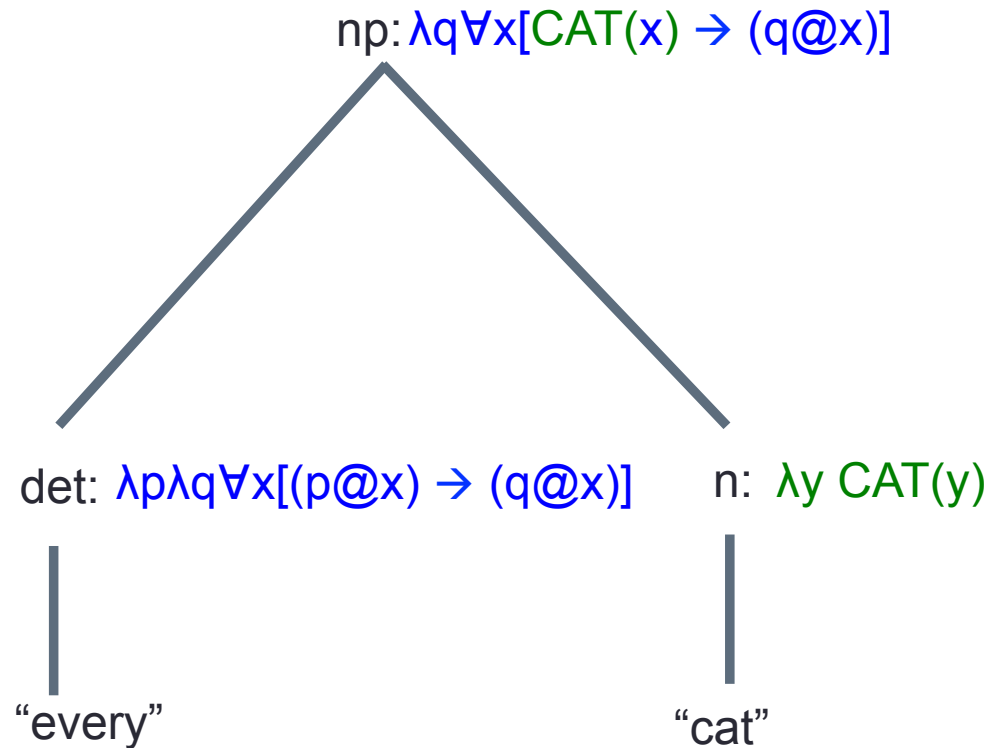 np: λq∀x[CAT(x) → (q@x)]
det: λpλq∀x[(p@x) → (q@x)]
n: λy CAT(y)
“every”
“cat”